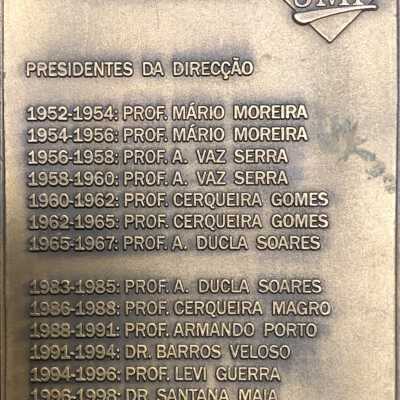 PRESIDENTES DA DIRECÇÃO
1952-1954: PROF. MÁRIO MOREIRA
1954-1956: PROF. MÁRIO MOREIRA
1956-1958: PROF. A. VAZ SERRA
1958-1960: PROF. A. VAZ SERRA
1960-1962: PROF. CERQUEIRA GOMES
1962-1965: PROF. CERQUEIRA GOMES
1965-1967: PROF. A. DUCLA SOARES
1983-1985: PROF. A. DUCLA SOARES
1986-1988: PROF. CERQUEIRA MAGRO
1988-1991: PROF. ARMANDO PORTO
1991-1994: DR. BARROS VELOSO
1994-1996: PROF. LEVI GUERRA
1996-1998: DR. SANTANA MAIA